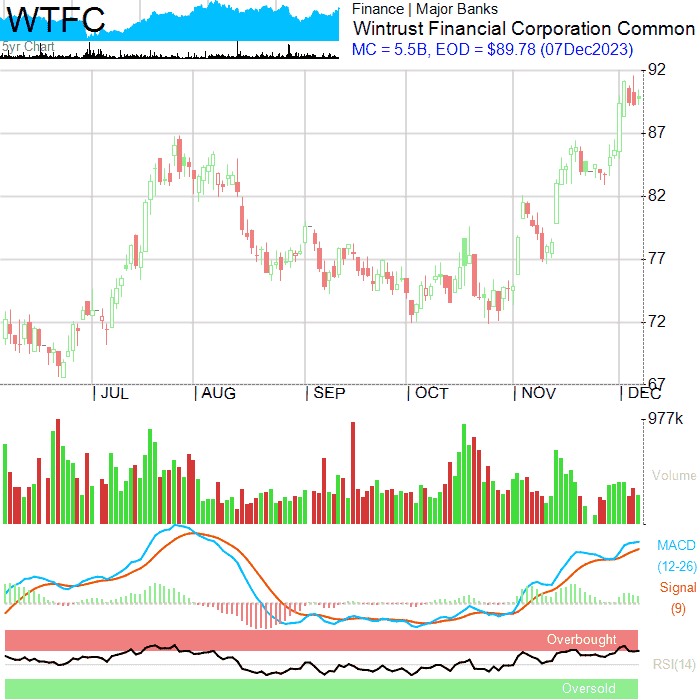 WTFC
5yr Chart
Finance | Major Banks
Wintrust Financial Corporation Common
MC = 5.5B, EOD = $89.78 (07Dec2023)
92
87
82
77
72
67
| JUL
| AUG
| SEP
| OCT
| NOV
| DEC
977k
Volume
MACD
(12-26)
Signal
(9)
Overbought
RSI(14)
Oversold